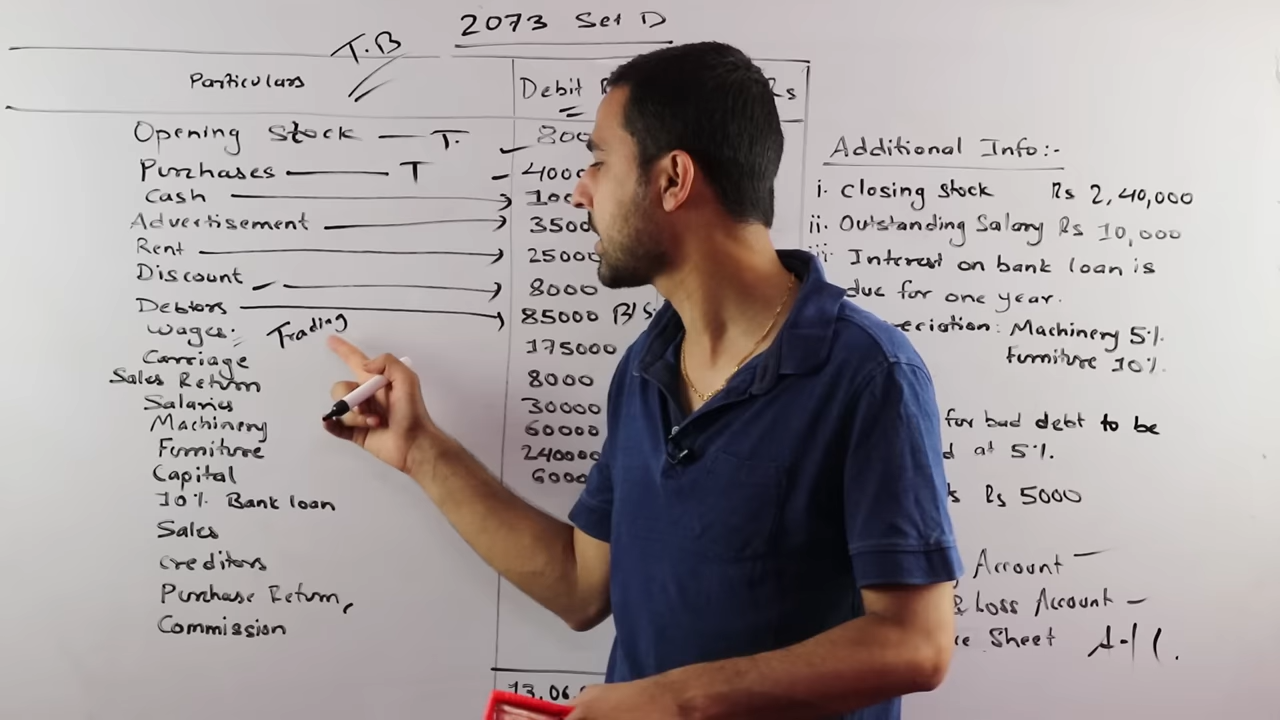 2073 Set D
T.B
Particulars Debit Rs
Opening Stock — T. 800
Purchases — T 4000
Cash 100
Advertisement 3500
Rent 25000
Discount 8000
Debtors 85000 B/S
Wages: Trading 175000
Carriage 8000
Sales Return 30000
Salaries 60000
Machinery 240000
Furniture 6000
Capital
10% Bank loan
Sales
Creditors
Purchase Return,
Commission
13,06,
Additional Info:-
i. Closing stock Rs 2,40,000
ii. Outstanding Salary Rs 10,000
iii Interest on bank loan is
due for one year.
eciation: Machinery 5%
Furniture 10%.
for bad debt to be
d at 5%.
s Rs 5000
Account —
& Loss Account —
ce Sheet A-/(.